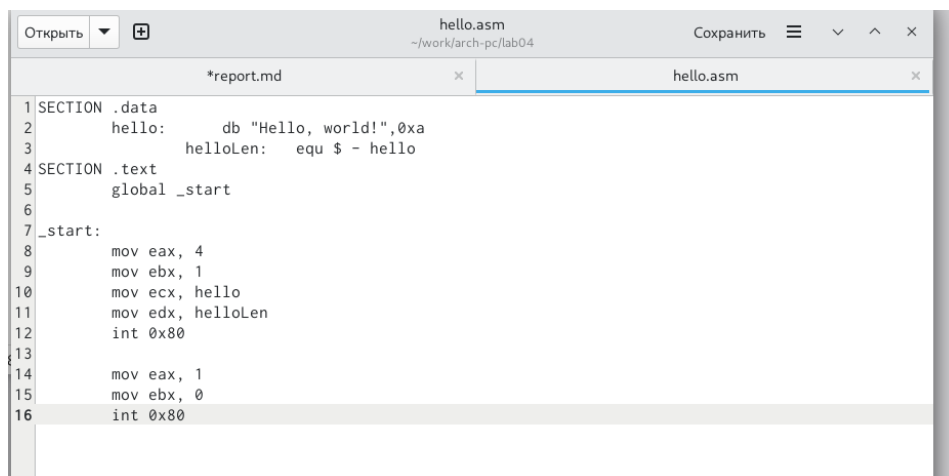 Открыть
hello.asm
~/work/arch-pc/lab04
Сохранить
*report.md
hello.asm
1 SECTION .data
2 hello: db "Hello, world!",0xa
3 helloLen: equ $ - hello
4 SECTION .text
5 global _start
6
7 _start:
8 mov eax, 4
9 mov ebx, 1
10 mov ecx, hello
11 mov edx, helloLen
12 int 0x80
13
14 mov eax, 1
15 mov ebx, 0
16 int 0x80